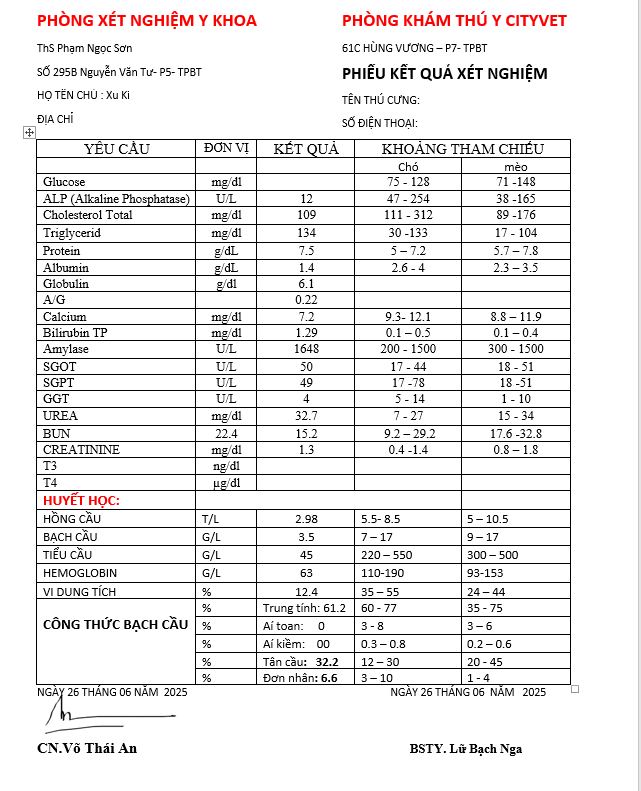 PHÒNG XÉT NGHIỆM Y KHOA PHÒNG KHÁM THÚ Y CITYVET
ThS Phạm Ngọc Sơn 61C HÙNG VƯƠNG – P7- TPBT
SỐ 295B Nguyễn Văn Tư- P5- TPBT PHIẾU KẾT QUẢ XÉT NGHIỆM
HỌ TÊN CHỦ : Xu Ki TÊN THÚ CƯNG:
ĐỊA CHỈ SỐ ĐIỆN THOẠI:
YÊU CẦU ĐƠN VỊ KẾT QUẢ KHOẢNG THAM CHIẾU
Chó mèo
Glucose mg/dl 75 - 128 71 -148
ALP (Alkaline Phosphatase) U/L 12 47 - 254 38 -165
Cholesterol Total mg/dl 109 111 - 312 89 -176
Triglycerid mg/dl 134 30 -133 17 - 104
Protein g/dL 7.5 5 – 7.2 5.7 – 7.8
Albumin g/dL 1.4 2.6 - 4 2.3 – 3.5
Globulin g/dl 6.1
A/G 0.22
Calcium mg/dl 7.2 9.3- 12.1 8.8 – 11.9
Bilirubin TP mg/dl 1.29 0.1 – 0.5 0.1 – 0.4
Amylase U/L 1648 200 - 1500 300 - 1500
SGOT U/L 50 17 - 44 18 - 51
SGPT U/L 49 17 -78 18 -51
GGT U/L 4 5 - 14 1 - 10
UREA mg/dl 32.7 7 - 27 15 - 34
BUN 22.4 15.2 9.2 – 29.2 17.6 -32.8
CREATININE mg/dl 1.3 0.4 -1.4 0.8 – 1.8
T3 ng/dl
T4 µg/dl
HUYẾT HỌC:
HỒNG CẦU T/L 2.98 5.5- 8.5 5 – 10.5
BẠCH CẦU G/L 3.5 7 – 17 9 – 17
TIỂU CẦU G/L 45 220 – 550 300 – 500
HEMOGLOBIN G/L 63 110-190 93-153
VI DUNG TÍCH % 12.4 35 – 55 24 – 44
CÔNG THỨC BẠCH CẦU % Trung tính: 61.2 60 - 77 35 - 75
% Aí toan: 0 3 - 8 3 – 6
% Aí kiềm: 00 0.3 – 0.8 0.2 – 0.6
% Tân cầu: 32.2 12 – 30 20 - 45
% Đơn nhân: 6.6 3 – 10 1 - 4
NGÀY 26 THÁNG 06 NĂM 2025 NGÀY 26 THÁNG 06 NĂM 2025
CN.Võ Thái An BSTY. Lữ Bạch Nga